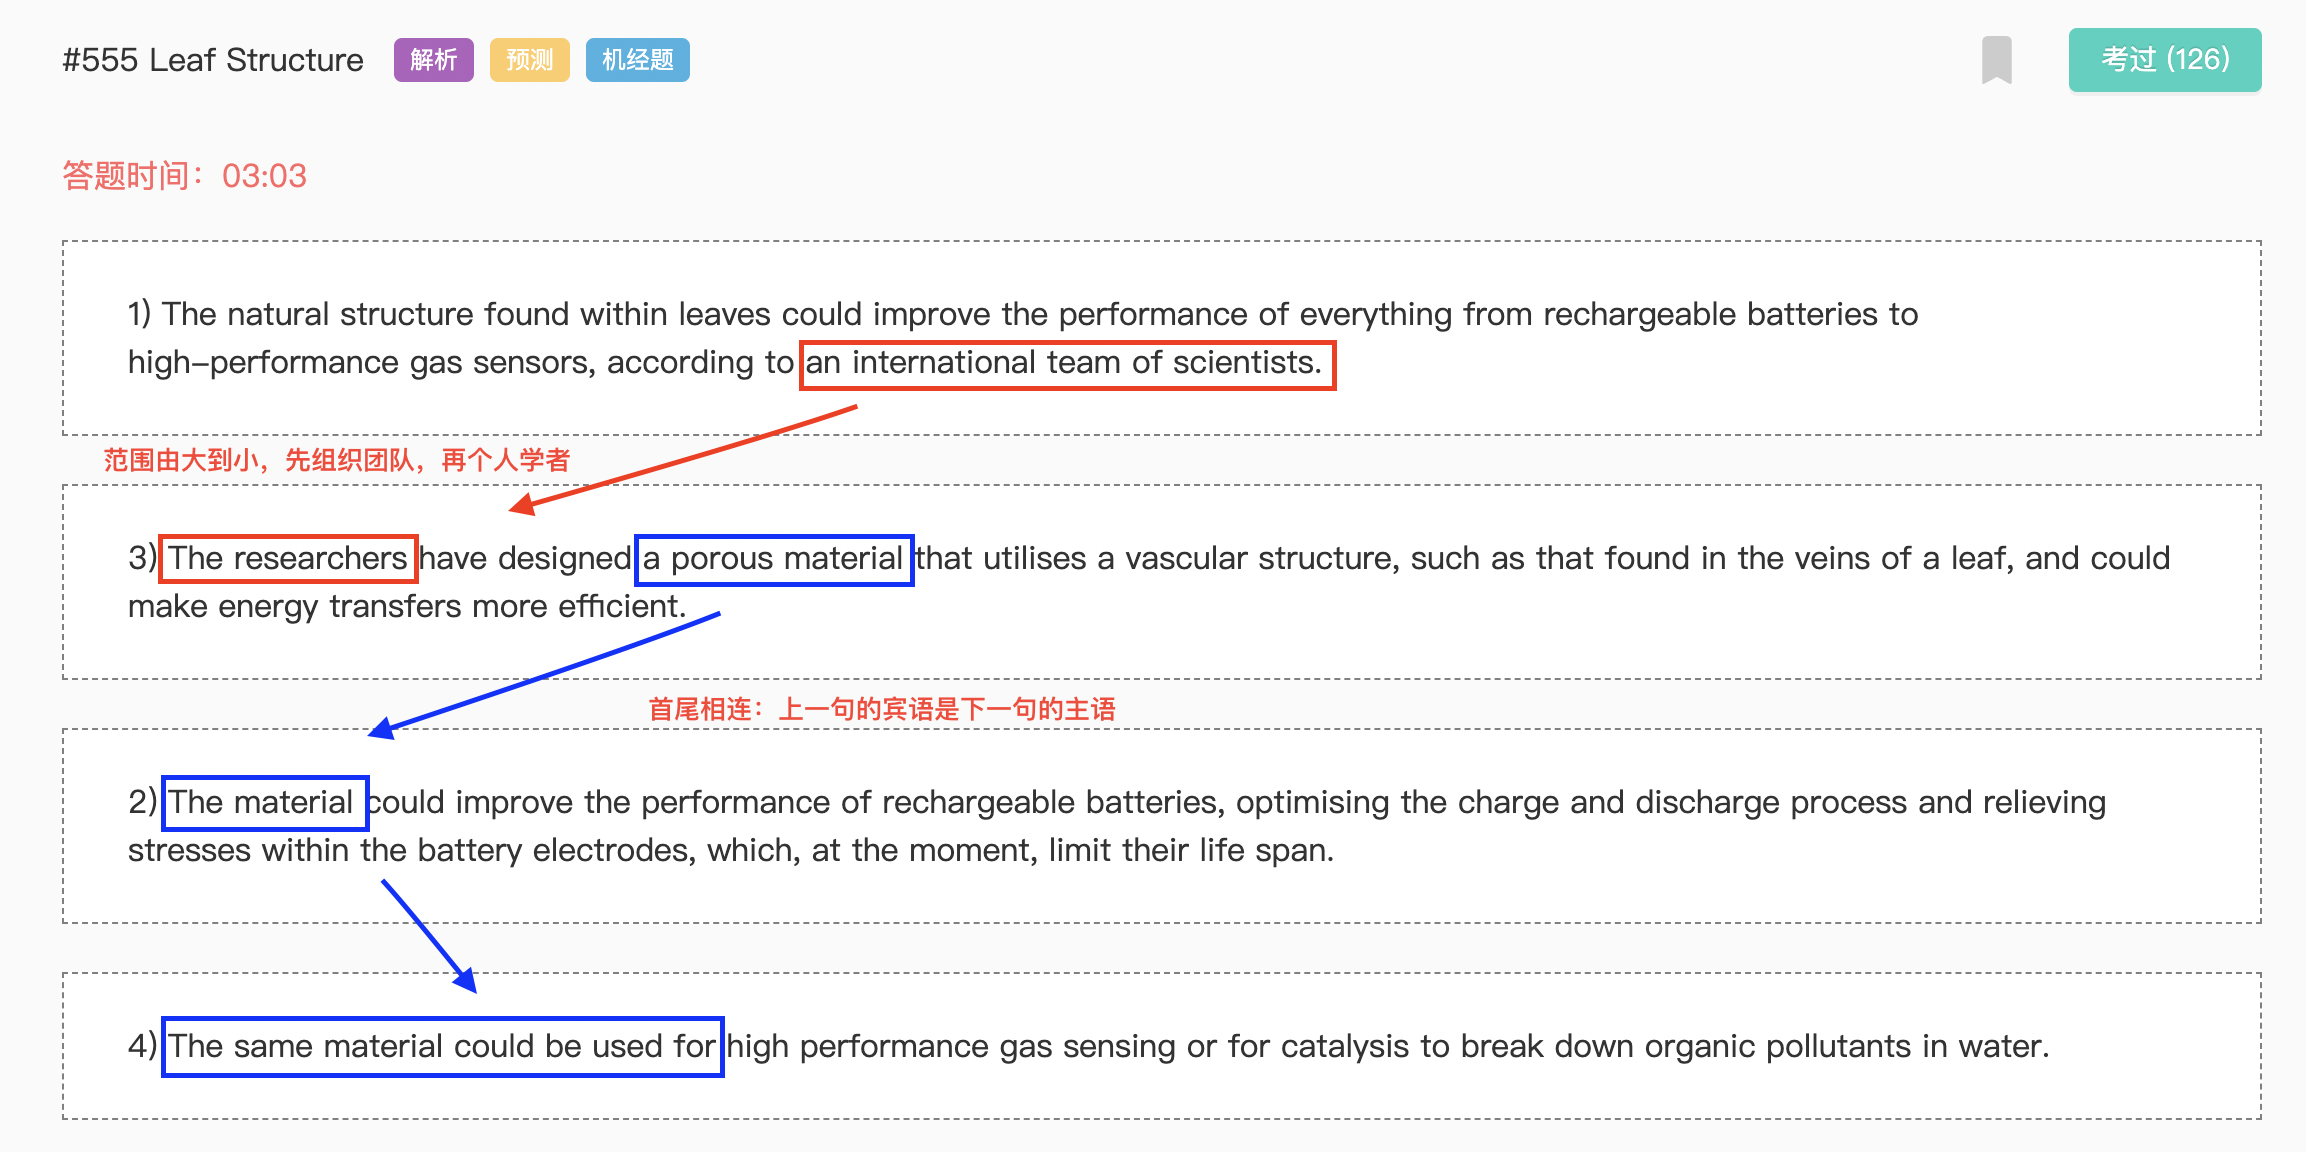 #555 Leaf Structure 解析 预测 机经题 考过 (126)
答题时间：03:03
1) The natural structure found within leaves could improve the performance of everything from rechargeable batteries to
high-performance gas sensors, according to an international team of scientists.
范围由大到小，先组织团队，再个人学者
3) The researchers have designed a porous material that utilises a vascular structure, such as that found in the veins of a leaf, and could
make energy transfers more efficient.
首尾相连：上一句的宾语是下一句的主语
2) The material could improve the performance of rechargeable batteries, optimising the charge and discharge process and relieving
stresses within the battery electrodes, which, at the moment, limit their life span.
4) The same material could be used for high performance gas sensing or for catalysis to break down organic pollutants in water.